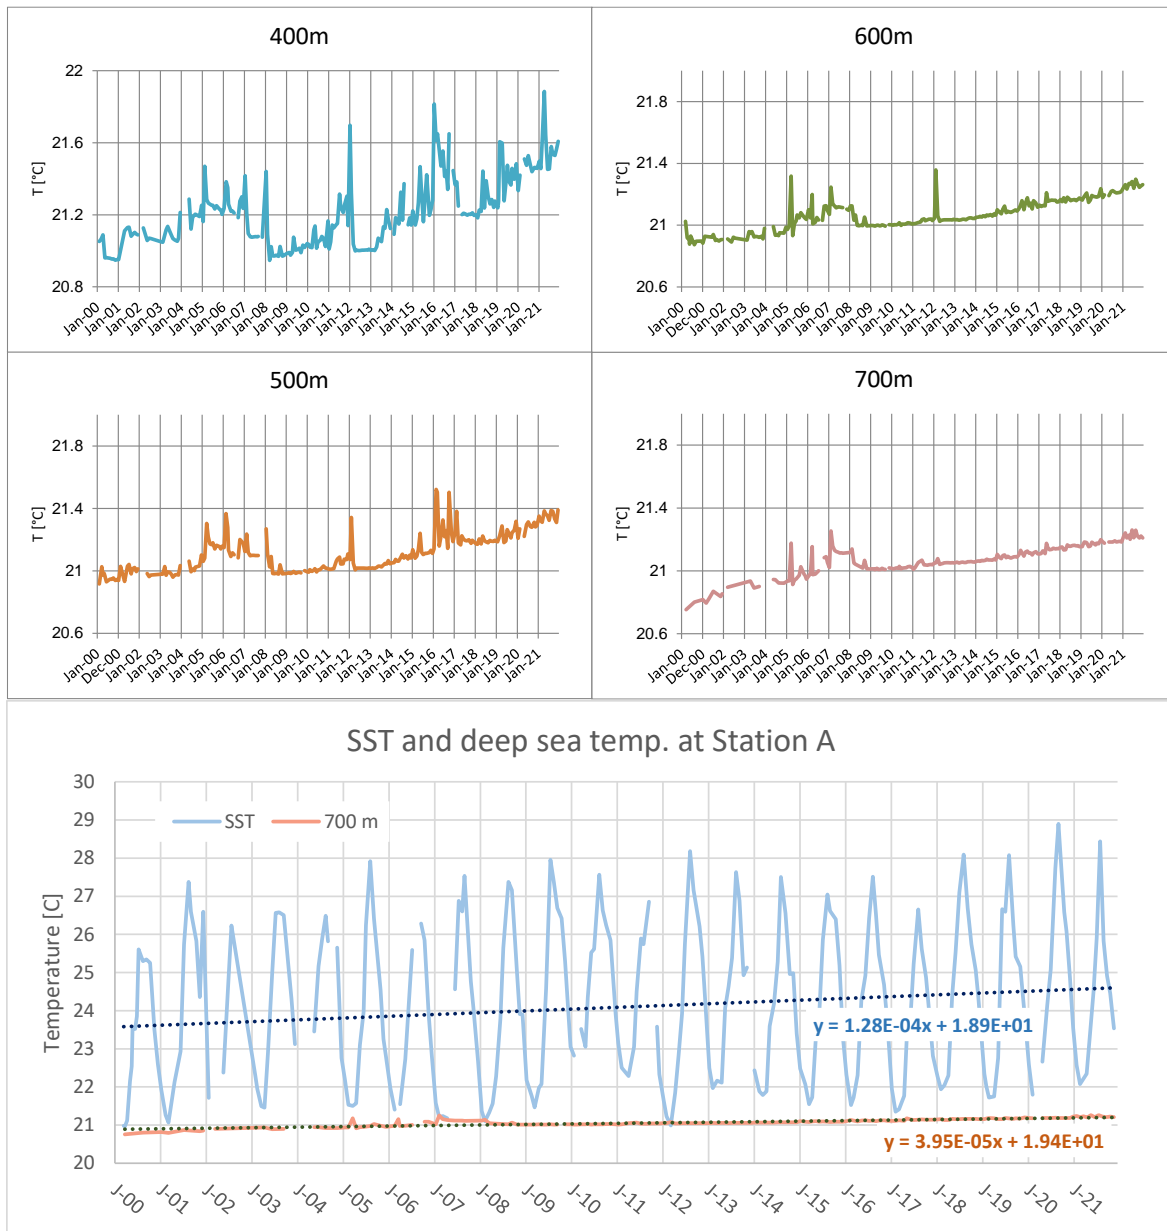 400m
T [°C]
22
21.6
21.2
20.8
Jan-00
Jan-01
Jan-02
Jan-03
Jan-04
Jan-05
Jan-06
Jan-07
Jan-08
Jan-09
Jan-10
Jan-11
Jan-12
Jan-13
Jan-14
Jan-15
Jan-16
Jan-17
Jan-18
Jan-19
Jan-20
Jan-21
600m
T [°C]
21.8
21.4
21
20.6
Jan-00
Dec-00
Jan-02
Jan-03
Jan-04
Jan-05
Jan-06
Jan-07
Jan-08
Jan-09
Jan-10
Jan-11
Jan-12
Jan-13
Jan-14
Jan-15
Jan-16
Jan-17
Jan-18
Jan-19
Jan-20
Jan-21
500m
T [°C]
21.8
21.4
21
20.6
Jan-00
Dec-00
Jan-02
Jan-03
Jan-04
Jan-05
Jan-06
Jan-07
Jan-08
Jan-09
Jan-10
Jan-11
Jan-12
Jan-13
Jan-14
Jan-15
Jan-16
Jan-17
Jan-18
Jan-19
Jan-20
Jan-21
700m
T [°C]
21.8
21.4
21
20.6
Jan-00
Dec-00
Jan-02
Jan-03
Jan-04
Jan-05
Jan-06
Jan-07
Jan-08
Jan-09
Jan-10
Jan-11
Jan-12
Jan-13
Jan-14
Jan-15
Jan-16
Jan-17
Jan-18
Jan-19
Jan-20
Jan-21
SST and deep sea temp. at Station A
Temperature [C]
30
29
28
27
26
25
24
23
22
21
20
SST
700 m
y = 1.28E-04x + 1.89E+01
y = 3.95E-05x + 1.94E+01
J-00
J-01
J-02
J-03
J-04
J-05
J-06
J-07
J-08
J-09
J-10
J-11
J-12
J-13
J-14
J-15
J-16
J-17
J-18
J-19
J-20
J-21